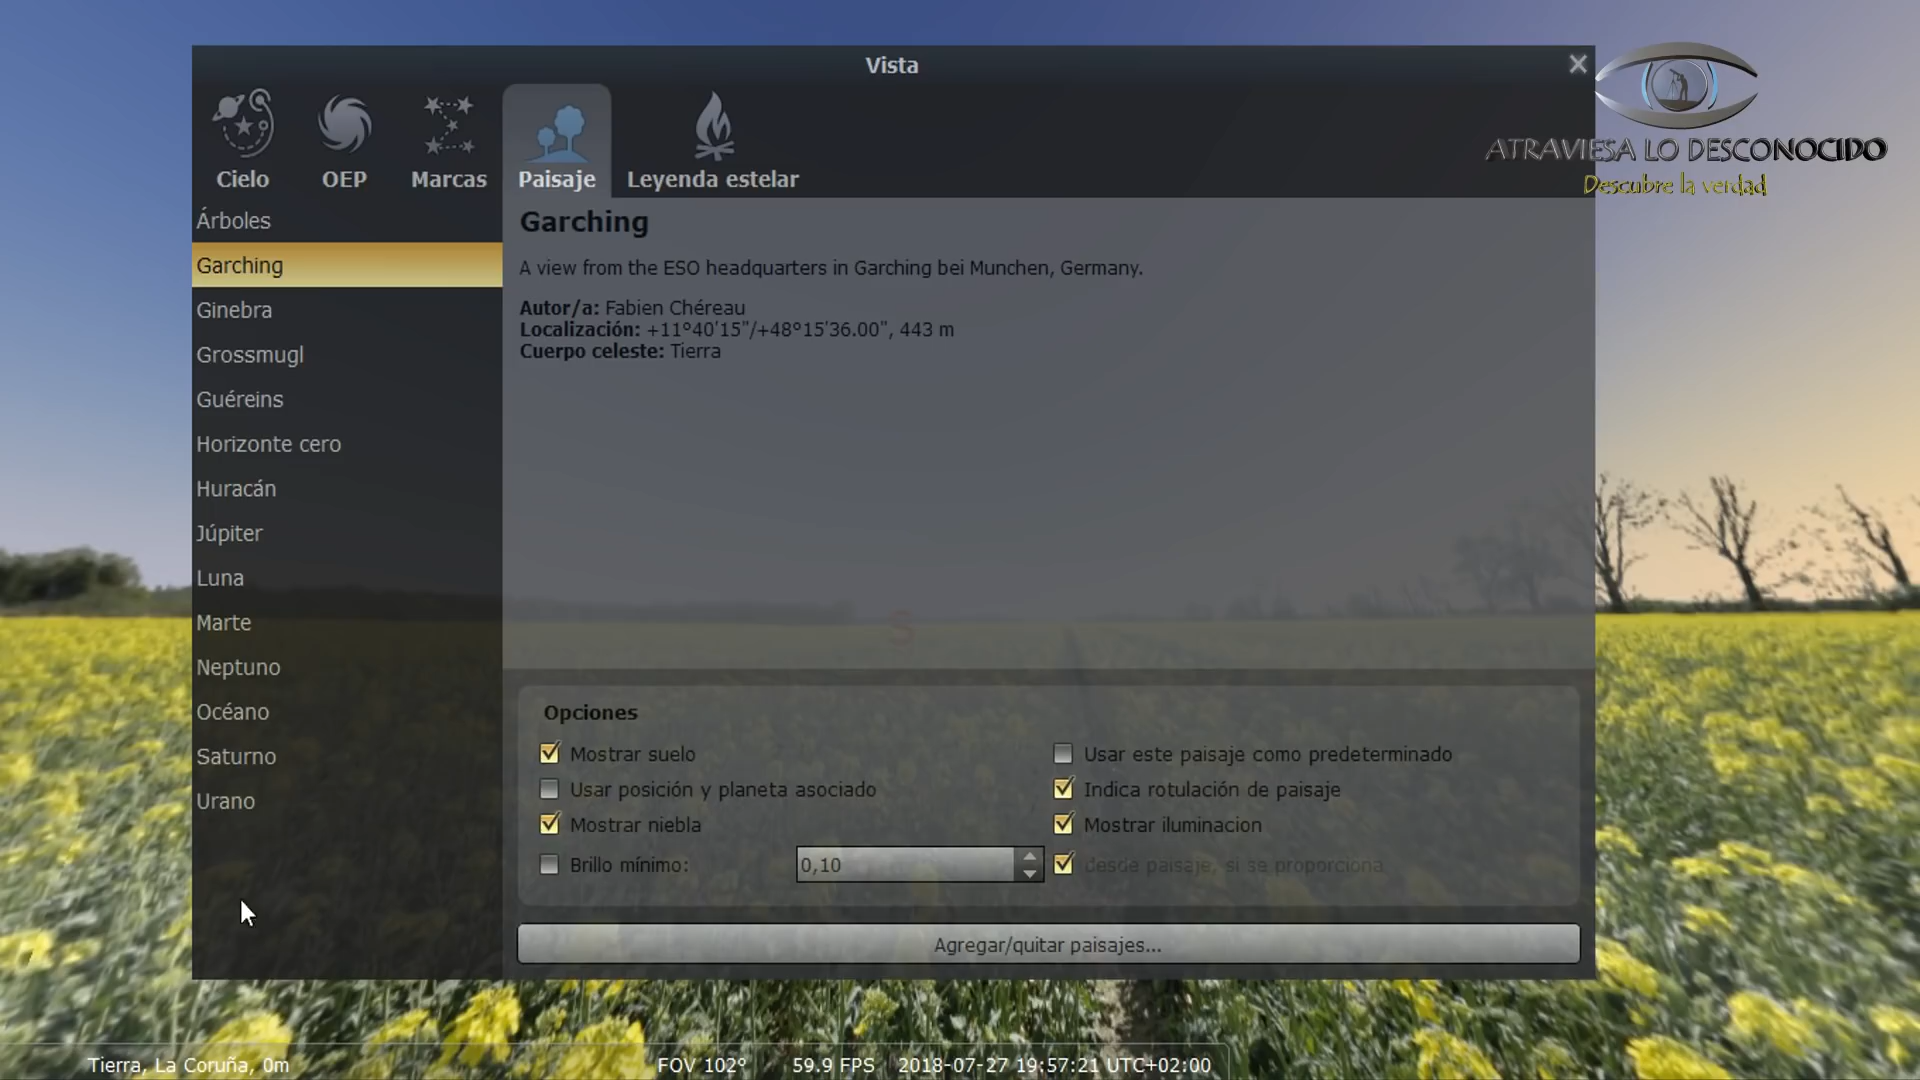 Vista
ATRAVIESA LO DESCONOCIDO
Descubre la verdad
Cielo
OEP
Marcas
Paisaje
Leyenda estelar
Árboles
Garching
Ginebra
Grossmugl
Guéreins
Horizonte cero
Huracán
Júpiter
Luna
Marte
Neptuno
Océano
Saturno
Urano
Garching
A view from the ESO headquarters in Garching bei Munchen, Germany.
Autor/a: Fabien Chéreau
Localización: +11°40'15"/+48°15'36.00", 443 m
Cuerpo celeste: Tierra
S
Opciones
Mostrar suelo
Usar este paisaje como predeterminado
Usar posición y planeta asociado
Indica rotulación de paisaje
Mostrar niebla
Mostrar iluminacion
Brillo mínimo: 0,10
desde paisaje, si se proporciona
Agregar/quitar paisajes...
Tierra, La Coruña, 0m
FOV 102°
59.9 FPS
2018-07-27 19:57:21 UTC+02:00